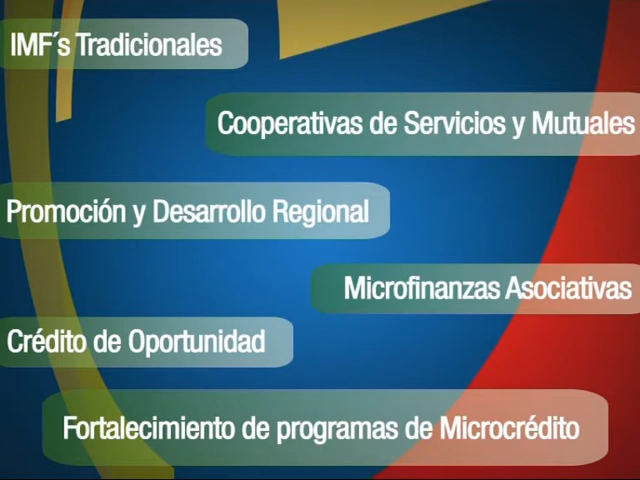 IMF´s Tradicionales
Cooperativas de Servicios y Mutuales
Promoción y Desarrollo Regional
Microfinanzas Asociativas
Crédito de Oportunidad
Fortalecimiento de programas de Microcrédito